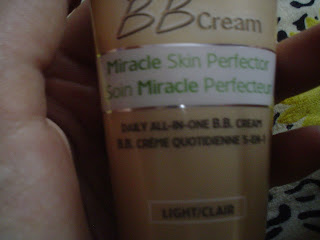 BB Cream
Miracle Skin Perfector
Soin Miracle Perfecteur
DAILY ALL-IN-ONE B.B. CREAM
B.B. CRÈME QUOTIDIENNE 5-EN-1
LIGHT/CLAIR